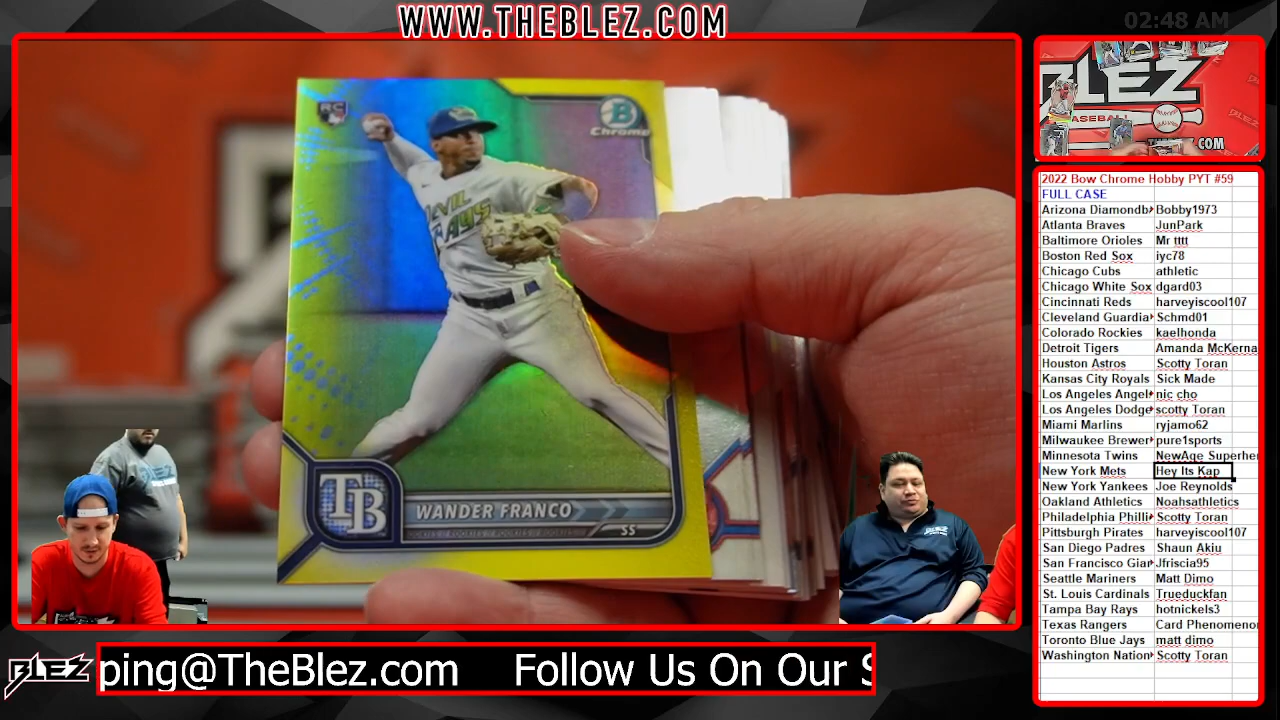 WWW.THEBLEZ.COM
02:48 AM
RC
B
Chrome
DEVIL
RAYS
TB
WANDER FRANCO
SS
BLEZ
BASEBALL
.COM
2022 Bow Chrome Hobby PYT #59
FULL CASE
Arizona Diamondb Bobby1973
Atlanta Braves JunPark
Baltimore Orioles Mr tttt
Boston Red Sox iyc78
Chicago Cubs athletic
Chicago White Sox dgard03
Cincinnati Reds harveyiscool107
Cleveland Guardia Schmd01
Colorado Rockies kaelhonda
Detroit Tigers Amanda McKerna
Houston Astros Scotty Toran
Kansas City Royals Sick Made
Los Angeles Angel nic cho
Los Angeles Dodge scotty Toran
Miami Marlins ryjamo62
Milwaukee Brewer pure1sports
Minnesota Twins NewAge Superher
New York Mets Hey Its Kap
New York Yankees Joe Reynolds
Oakland Athletics Noahsathletics
Philadelphia Philli Scotty Toran
Pittsburgh Pirates harveyiscool107
San Diego Padres Shaun Akiu
San Francisco Gian Jfriscia95
Seattle Mariners Matt Dimo
St. Louis Cardinals Trueduckfan
Tampa Bay Rays hotnickels3
Texas Rangers Card Phenomenon
Toronto Blue Jays matt dimo
Washington Nation Scotty Toran
BLEZ
ping@TheBlez.com Follow Us On Our S